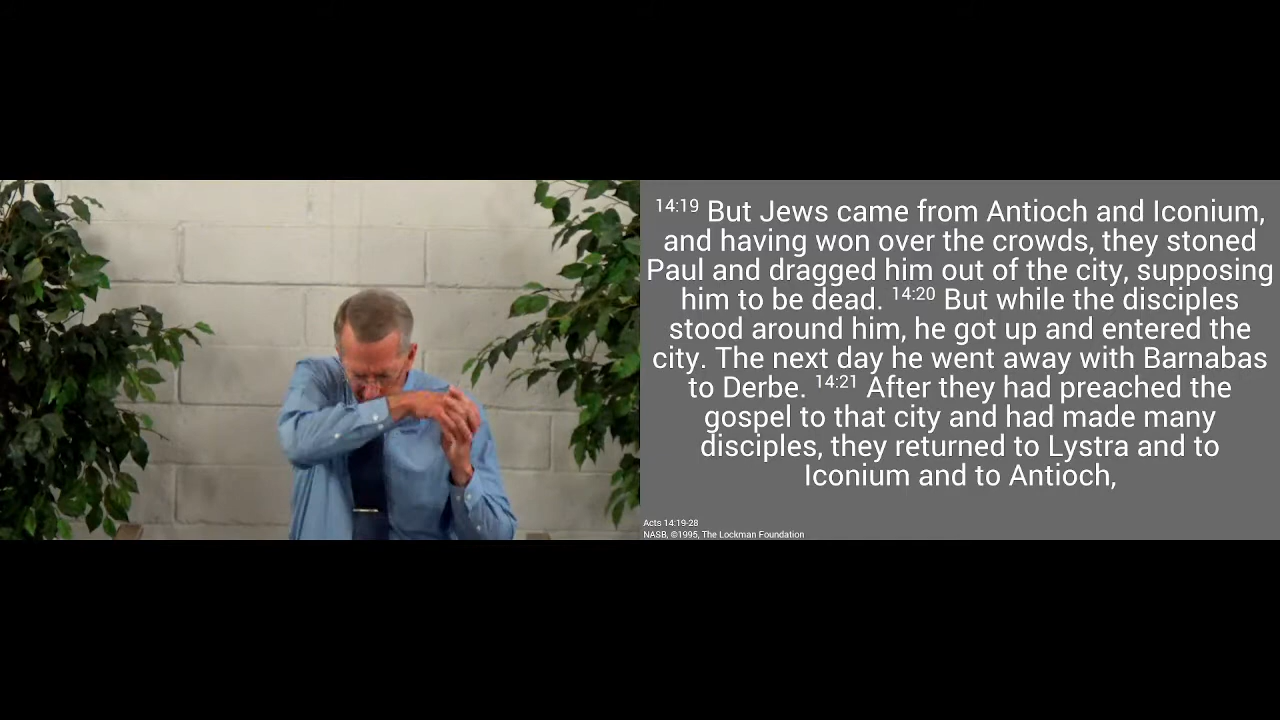 14:19 But Jews came from Antioch and Iconium,
and having won over the crowds, they stoned
Paul and dragged him out of the city, supposing
him to be dead. 14:20 But while the disciples
stood around him, he got up and entered the
city. The next day he went away with Barnabas
to Derbe. 14:21 After they had preached the
gospel to that city and had made many
disciples, they returned to Lystra and to
Iconium and to Antioch,
Acts 14:19-28
NASB, ©1995, The Lockman Foundation